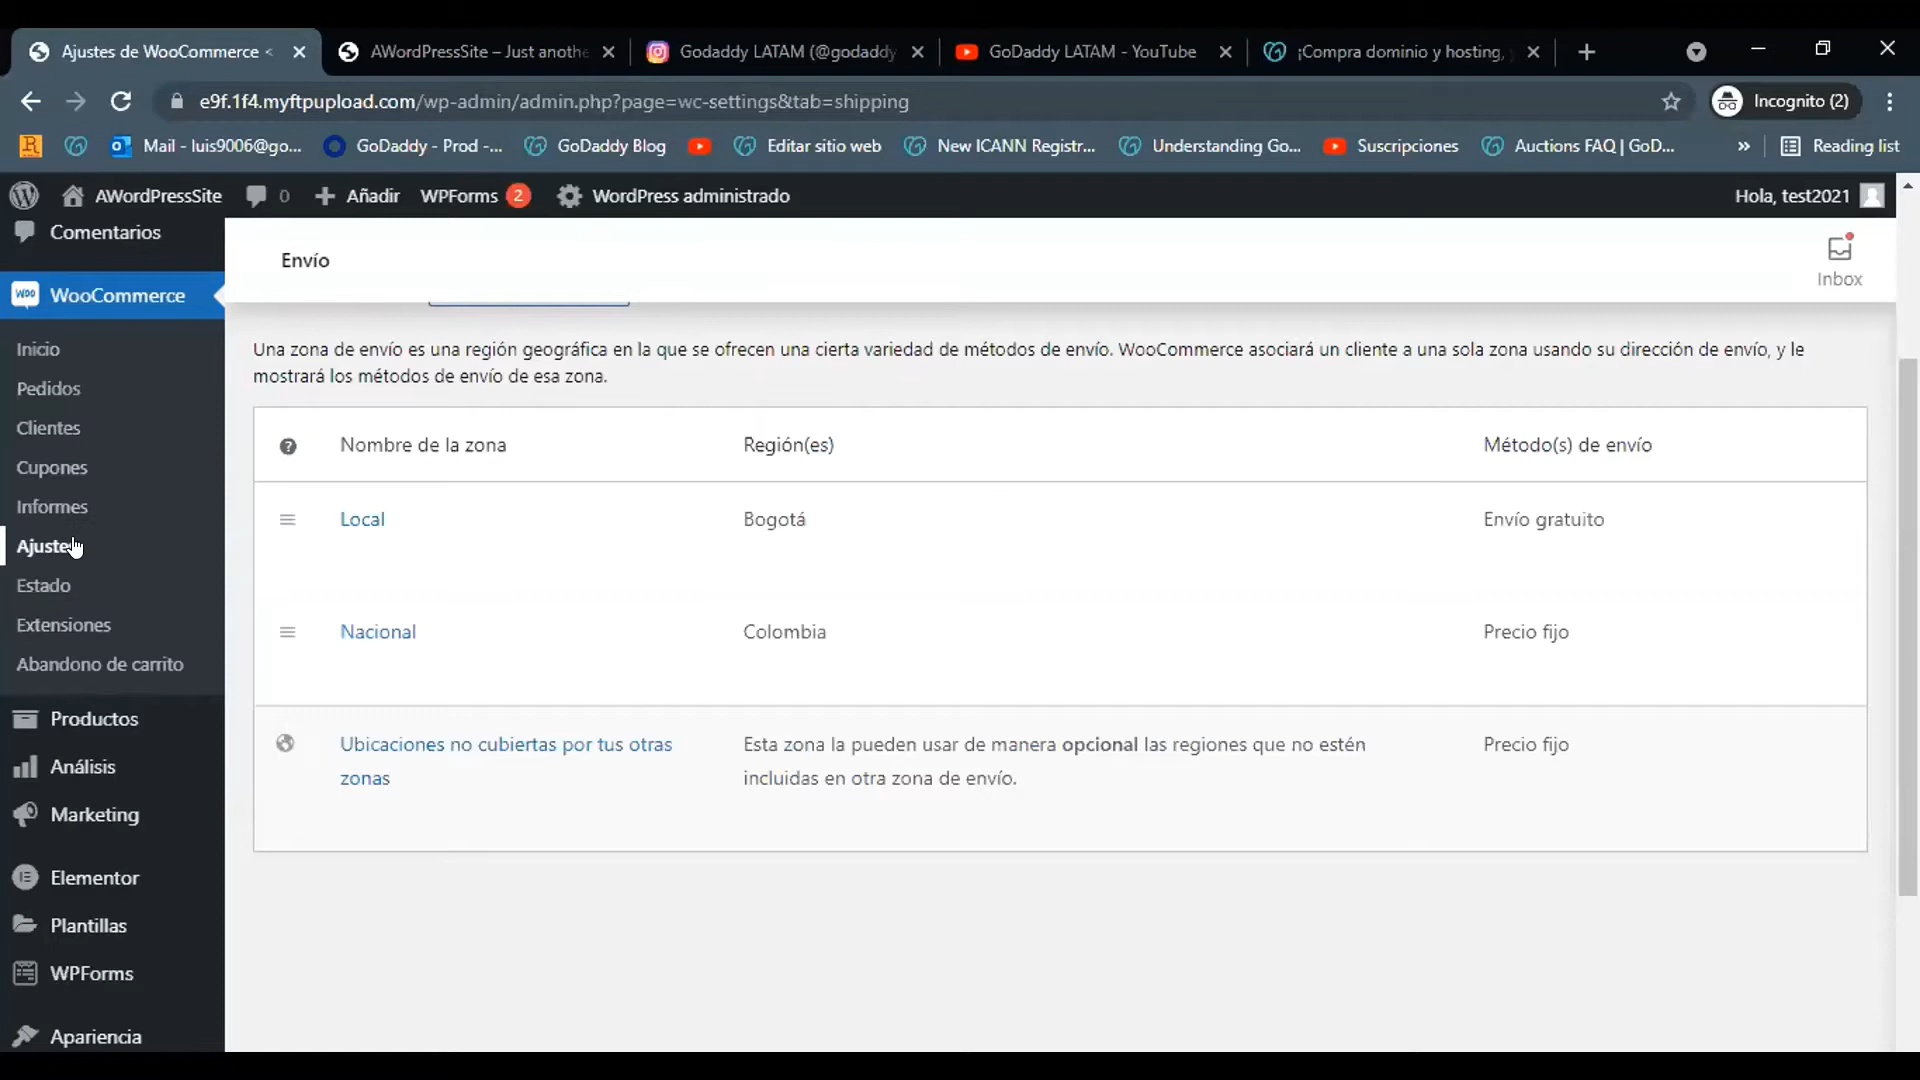 Ajustes de WooCommerce <
AWordPressSite – Just anothe
Godaddy LATAM (@godaddy
GoDaddy LATAM - YouTube
¡Compra dominio y hosting, y
e9f.1f4.myftpupload.com/wp-admin/admin.php?page=wc-settings&tab=shipping
Incognito (2)
Mail - luis9006@go...
GoDaddy - Prod -...
GoDaddy Blog
Editar sitio web
New ICANN Registr...
Understanding Go...
Suscripciones
Auctions FAQ | GoD...
»
Reading list
AWordPressSite
0
Añadir
WPForms 2
WordPress administrado
Hola, test2021
Comentarios
WooCommerce
Inicio
Pedidos
Clientes
Cupones
Informes
Ajustes
Estado
Extensiones
Abandono de carrito
Productos
Análisis
Marketing
Elementor
Plantillas
WPForms
Apariencia
Envío
Inbox
Una zona de envío es una región geográfica en la que se ofrecen una cierta variedad de métodos de envío. WooCommerce asociará un cliente a una sola zona usando su dirección de envío, y le
mostrará los métodos de envío de esa zona.
Nombre de la zona
Región(es)
Método(s) de envío
Local
Bogotá
Envío gratuito
Nacional
Colombia
Precio fijo
Ubicaciones no cubiertas por tus otras
zonas
Esta zona la pueden usar de manera opcional las regiones que no estén
incluidas en otra zona de envío.
Precio fijo